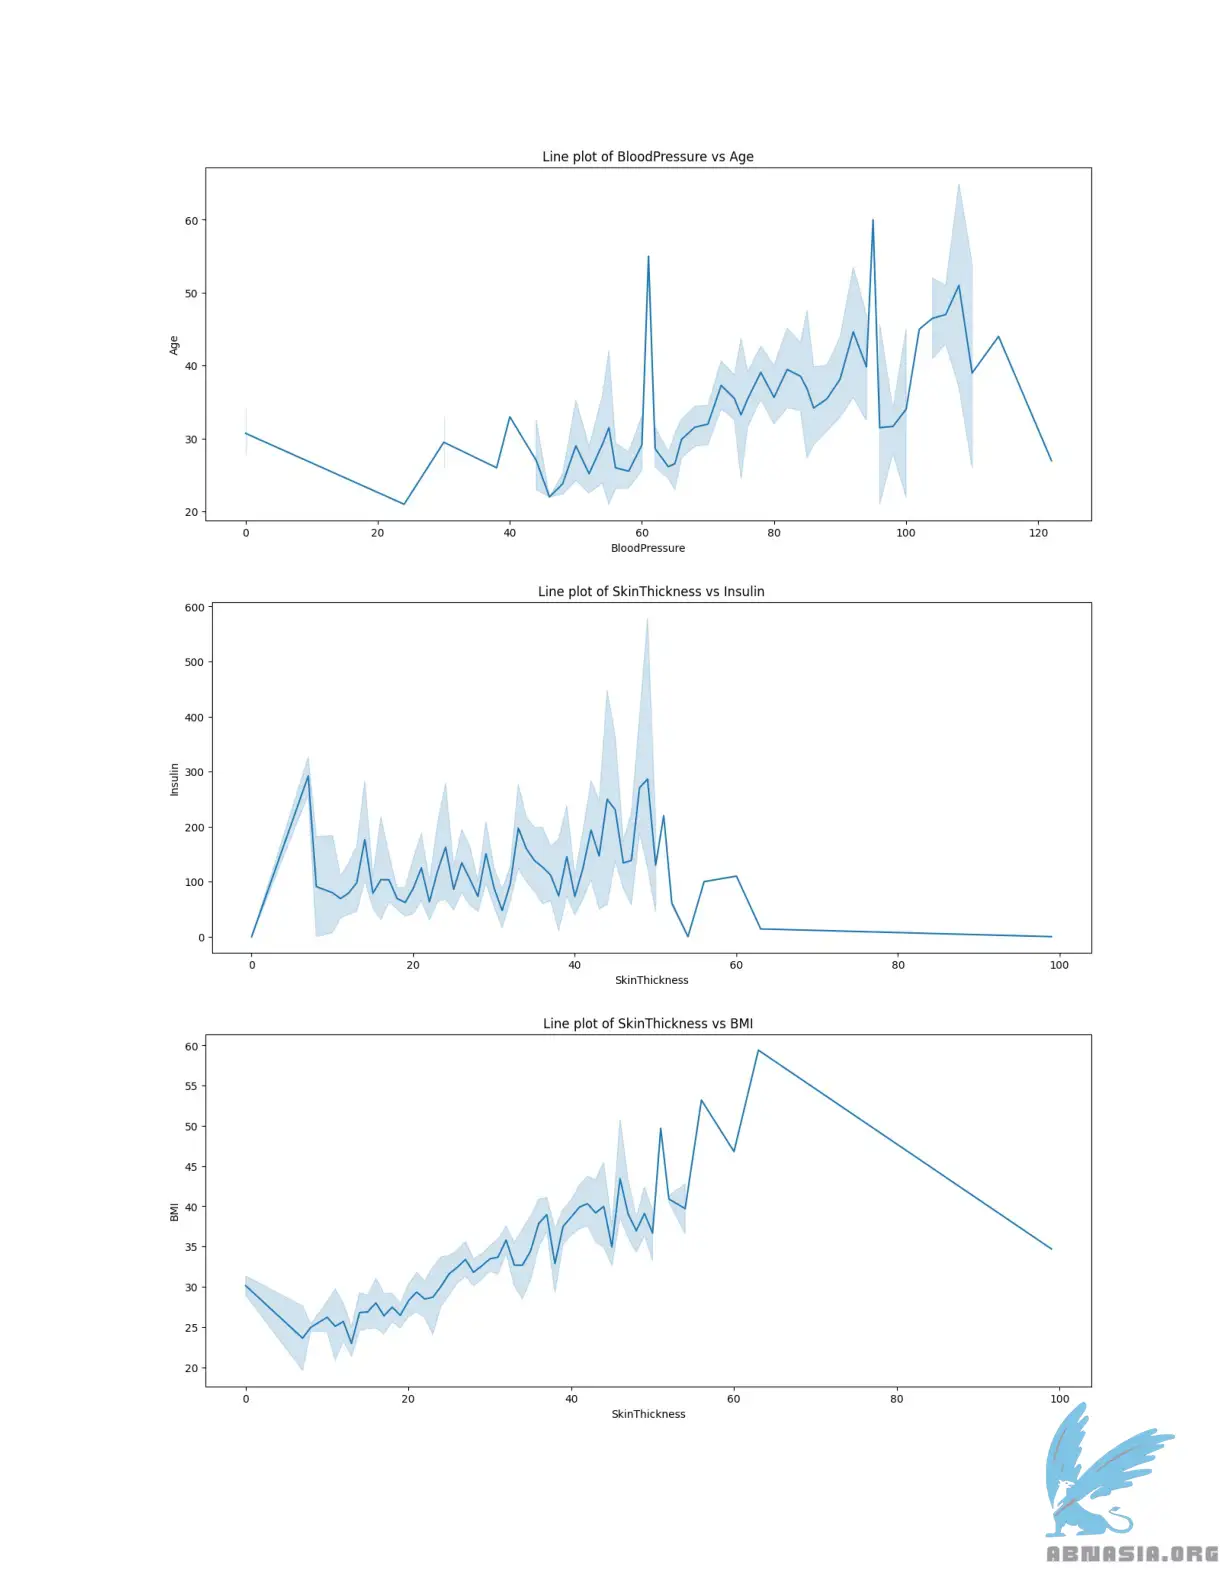 Line plot of BloodPressure vs Age
60
50
40
30
20
Age
0 20 40 60 80 100 120
BloodPressure
Line plot of SkinThickness vs Insulin
600
500
400
300
200
100
0
Insulin
0 20 40 60 80 100
SkinThickness
Line plot of SkinThickness vs BMI
60
55
50
45
40
35
30
25
20
BMI
0 20 40 60 80 100
SkinThickness
ABNASIA.ORG